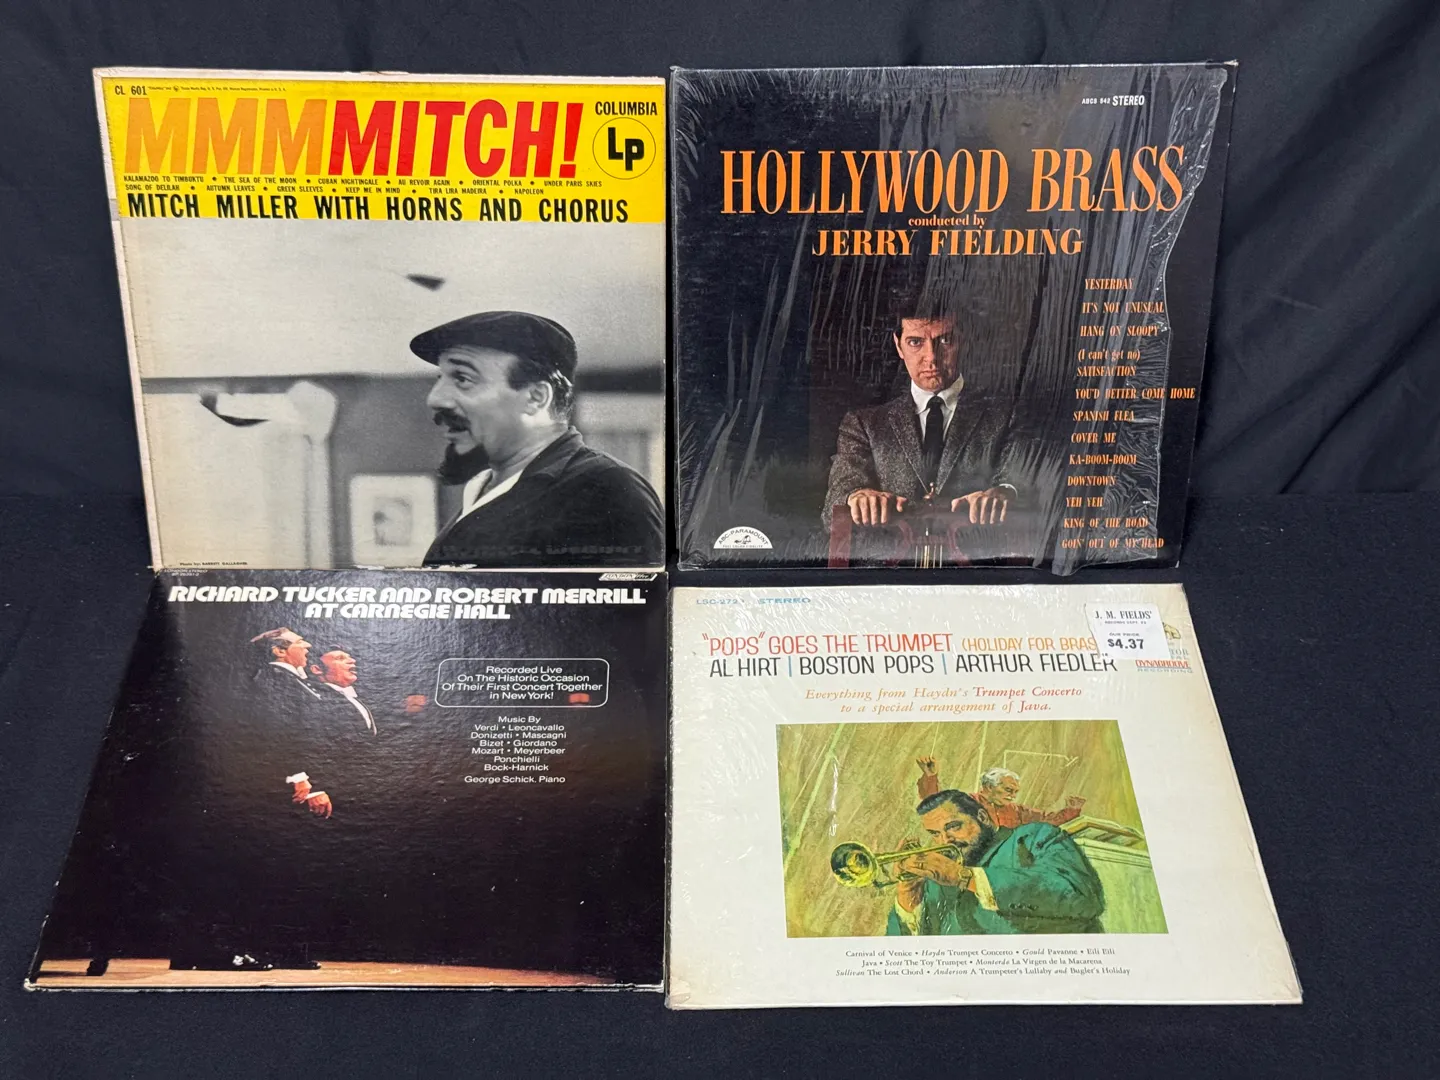 CL 601
MMMMITCH!
COLUMBIA
LP
KALAMAZOO TO TIMBUKTU • THE SEA OF THE MOON • CUBAN NIGHTINGALE • AU REVOIR AGAIN • ORIENTAL POLKA • UNDER PARIS SKIES
SONG OF DELILAH • AUTUMN LEAVES • GREEN SLEEVES • KEEP ME IN MIND • TIRA LIRA MADEIRA • NAPOLEON
MITCH MILLER WITH HORNS AND CHORUS
ABCS 542 STEREO
HOLLYWOOD BRASS
conducted by
JERRY FIELDING
YESTERDAY
IT'S NOT UNUSUAL
HANG ON SLOOPY
(I can't get no)
SATISFACTION
YOU'D BETTER COME HOME
SPANISH FLEA
COVER ME
KA-BOOM-BOOM
DOWNTOWN
YEH YEH
KING OF THE ROAD
GOIN' OUT OF MY HEAD
ABC-PARAMOUNT
RICHARD TUCKER AND ROBERT MERRILL
AT CARNEGIE HALL
Recorded Live
On The Historic Occasion
Of Their First Concert Together
in New York!
Music By
Verdi • Leoncavallo
Donizetti • Mascagni
Bizet • Giordano
Mozart • Meyerbeer
Ponchielli
Bock-Harnick
George Schick, Piano
STEREO
J. M. FIELDS'
OUR PRICE
$4.37
"POPS" GOES THE TRUMPET (HOLIDAY FOR BRAS
AL HIRT | BOSTON POPS | ARTHUR FIEDLER
DYNAGROOVE
RECORDING
Everything from Haydn's Trumpet Concerto
to a special arrangement of Java.
Carnival of Venice • Haydn Trumpet Concerto • Gould Pavanne • Eili Eili
Java • Scott The Toy Trumpet • Monterde La Virgen de la Macarena
Sullivan The Lost Chord • Anderson A Trumpeter's Lullaby and Bugler's Holiday